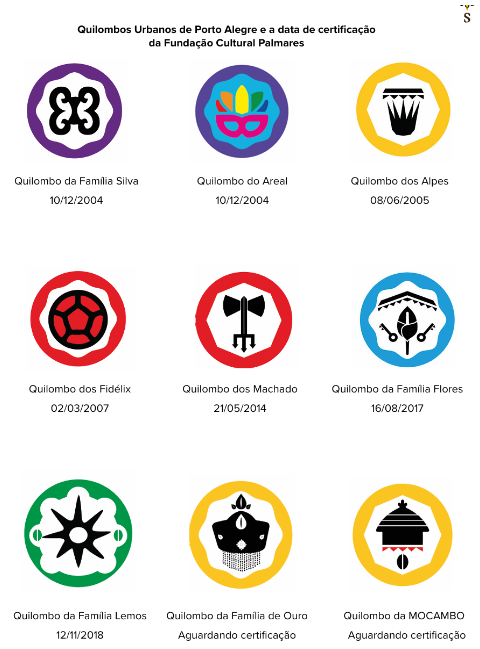 S
Quilombos Urbanos de Porto Alegre e a data de certificação
da Fundação Cultural Palmares
Quilombo da Família Silva
10/12/2004
Quilombo do Areal
10/12/2004
Quilombo dos Alpes
08/06/2005
Quilombo dos Fidélix
02/03/2007
Quilombo dos Machado
21/05/2014
Quilombo da Família Flores
16/08/2017
Quilombo da Família Lemos
12/11/2018
Quilombo da Família de Ouro
Aguardando certificação
Quilombo da MOCAMBO
Aguardando certificação